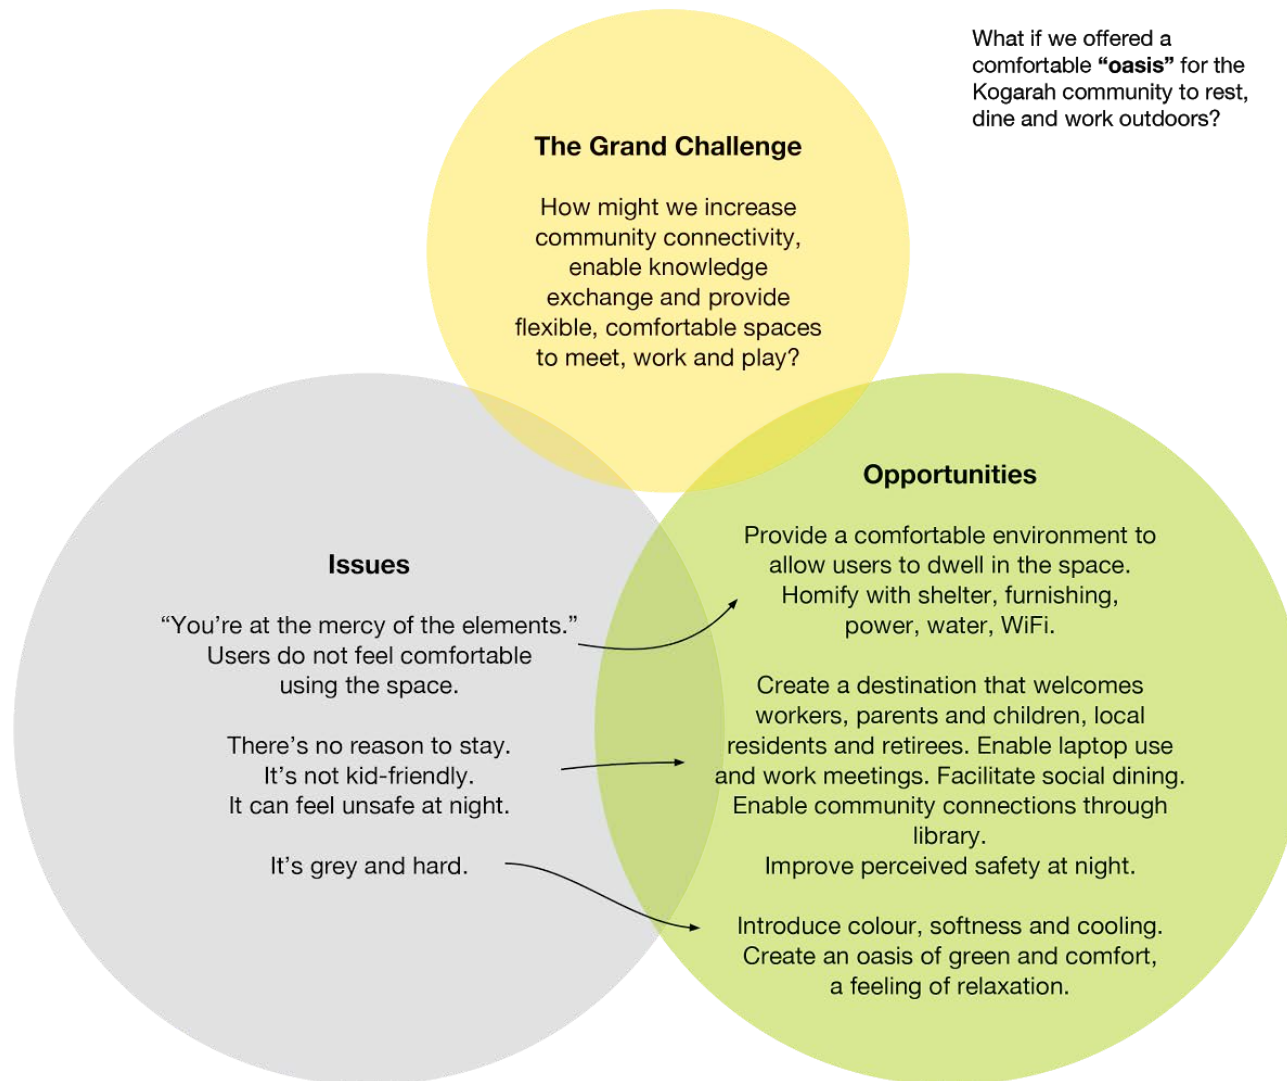 What if we offered a
comfortable “oasis” for the
Kogarah community to rest,
dine and work outdoors?
The Grand Challenge
How might we increase
community connectivity,
enable knowledge
exchange and provide
flexible, comfortable spaces
to meet, work and play?
Issues
“You’re at the mercy of the elements.”
Users do not feel comfortable
using the space.
There’s no reason to stay.
It’s not kid-friendly.
It can feel unsafe at night.
It’s grey and hard.
Opportunities
Provide a comfortable environment to
allow users to dwell in the space.
Homify with shelter, furnishing,
power, water, WiFi.
Create a destination that welcomes
workers, parents and children, local
residents and retirees. Enable laptop use
and work meetings. Facilitate social dining.
Enable community connections through
library.
Improve perceived safety at night.
Introduce colour, softness and cooling.
Create an oasis of green and comfort,
a feeling of relaxation.